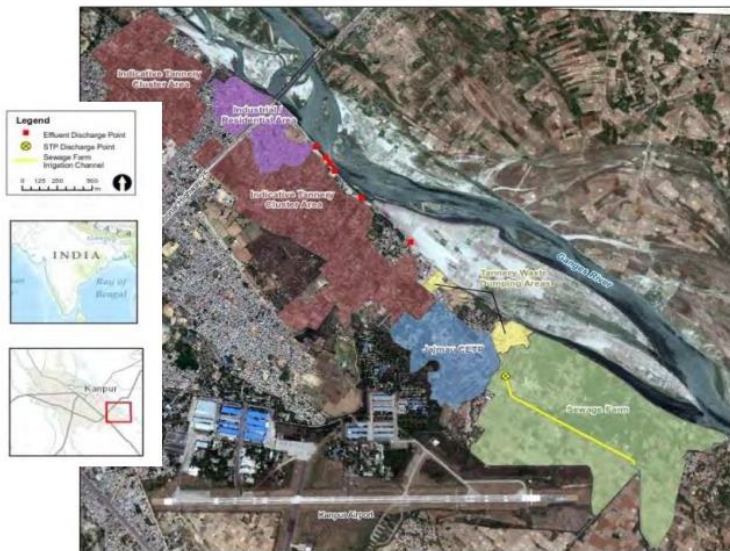 Indicative Tannery
Cluster Area
Industrial /
Residential Area
Legend
Effluent Discharge Point
STP Discharge Point
Sewage Farm
Irrigation Channel
0 125 250 500
m
Indicative Tannery
Cluster Area
Ganges River
Tannery Waste
Dumping Areas
INDIA
Bay of
Bengal
Jajmau CETP
Kanpur
Sewage Farm
Kanpur Airport